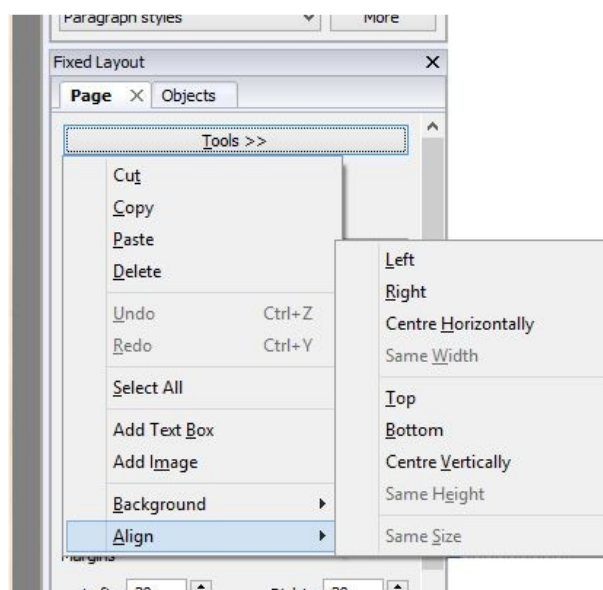 Paragraph styles
More
Fixed Layout
Page
Objects
Tools >>
Cut
Copy
Paste
Delete
Undo Ctrl+Z
Redo Ctrl+Y
Select All
Add Text Box
Add Image
Background
Align
Left
Right
Centre Horizontally
Same Width
Top
Bottom
Centre Vertically
Same Height
Same Size
Margins